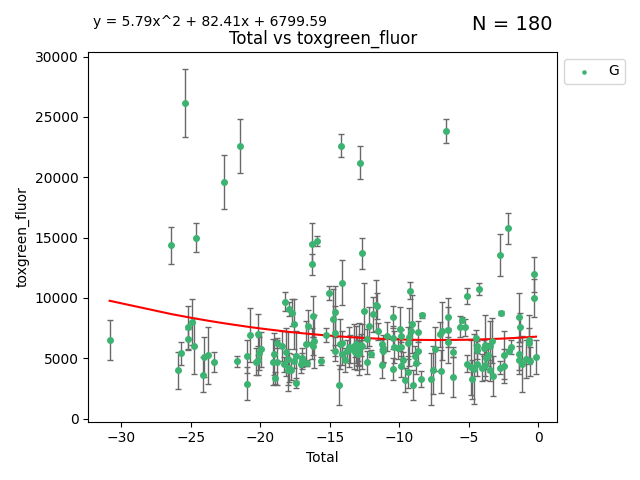 y = 5.79x^2 + 82.41x + 6799.59
N = 180
Total vs toxgreen_fluor
G
30000
25000
20000
15000
10000
5000
0
toxgreen_fluor
−30
−25
−20
−15
−10
−5
0
Total